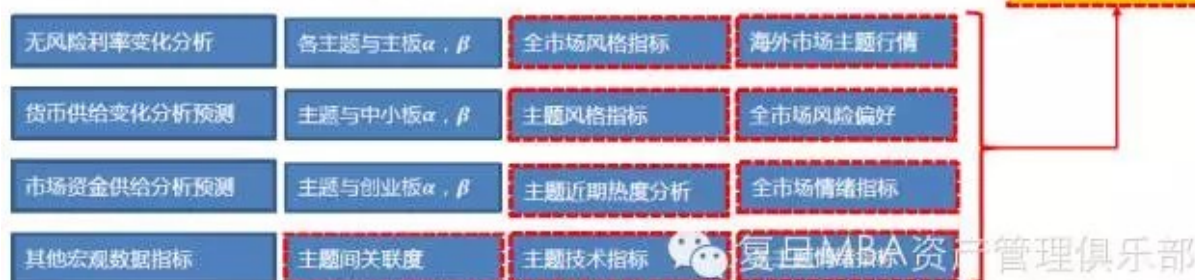 无风险利率变化分析 各主题与主板α，β 全市场风格指标 海外市场主题行情
货币供给变化分析预测 主题与中小板α，β 主题风格指标 全市场风险偏好
市场资金供给分析预测 主题与创业板α，β 主题近期热度分析 全市场情绪指标
其他宏观数据指标 主题间关联度 主题技术指标
复旦MBA资产管理俱乐部